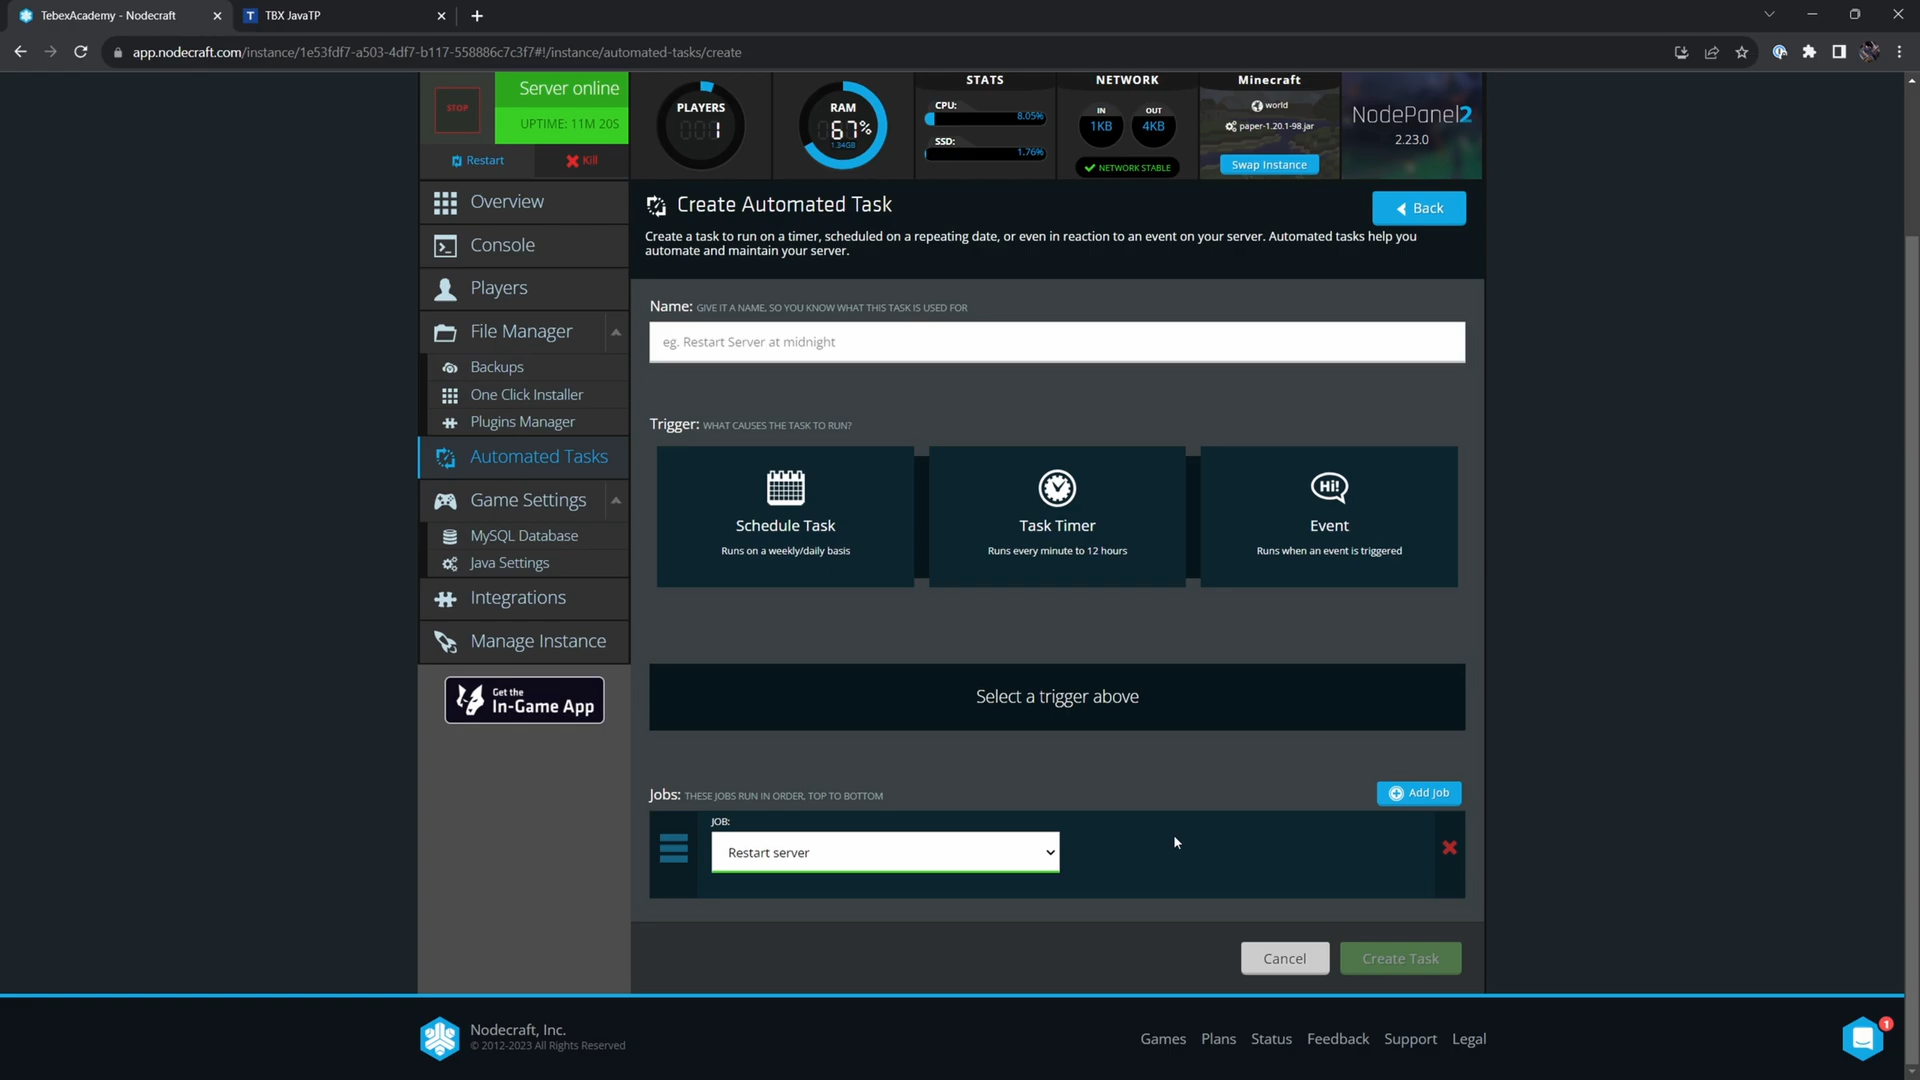 TebexAcademy - Nodecraft
TBX JavaTP
app.nodecraft.com/instance/1e53fdf7-a503-4df7-b117-558886c7c3f7#!/instance/automated-tasks/create
STOP
Server online
UPTIME: 11M 20S
Restart
Kill
PLAYERS
1
RAM
67%
1.34GB
STATS
CPU:
8.05%
SSD:
1.76%
NETWORK
IN
OUT
1KB
4KB
NETWORK STABLE
Minecraft
world
paper-1.20.1-98.jar
Swap Instance
NodePanel2
2.23.0
Overview
Console
Players
File Manager
Backups
One Click Installer
Plugins Manager
Automated Tasks
Game Settings
MySQL Database
Java Settings
Integrations
Manage Instance
Get the
In-Game App
Create Automated Task
Back
Create a task to run on a timer, scheduled on a repeating date, or even in reaction to an event on your server. Automated tasks help you
automate and maintain your server.
Name: GIVE IT A NAME, SO YOU KNOW WHAT THIS TASK IS USED FOR
eg. Restart Server at midnight
Trigger: WHAT CAUSES THE TASK TO RUN?
Schedule Task
Runs on a weekly/daily basis
Task Timer
Runs every minute to 12 hours
Hi!
Event
Runs when an event is triggered
Select a trigger above
Jobs: THESE JOBS RUN IN ORDER, TOP TO BOTTOM
Add Job
JOB:
Restart server
Cancel
Create Task
Nodecraft, Inc.
© 2012-2023 All Rights Reserved
Games
Plans
Status
Feedback
Support
Legal
1